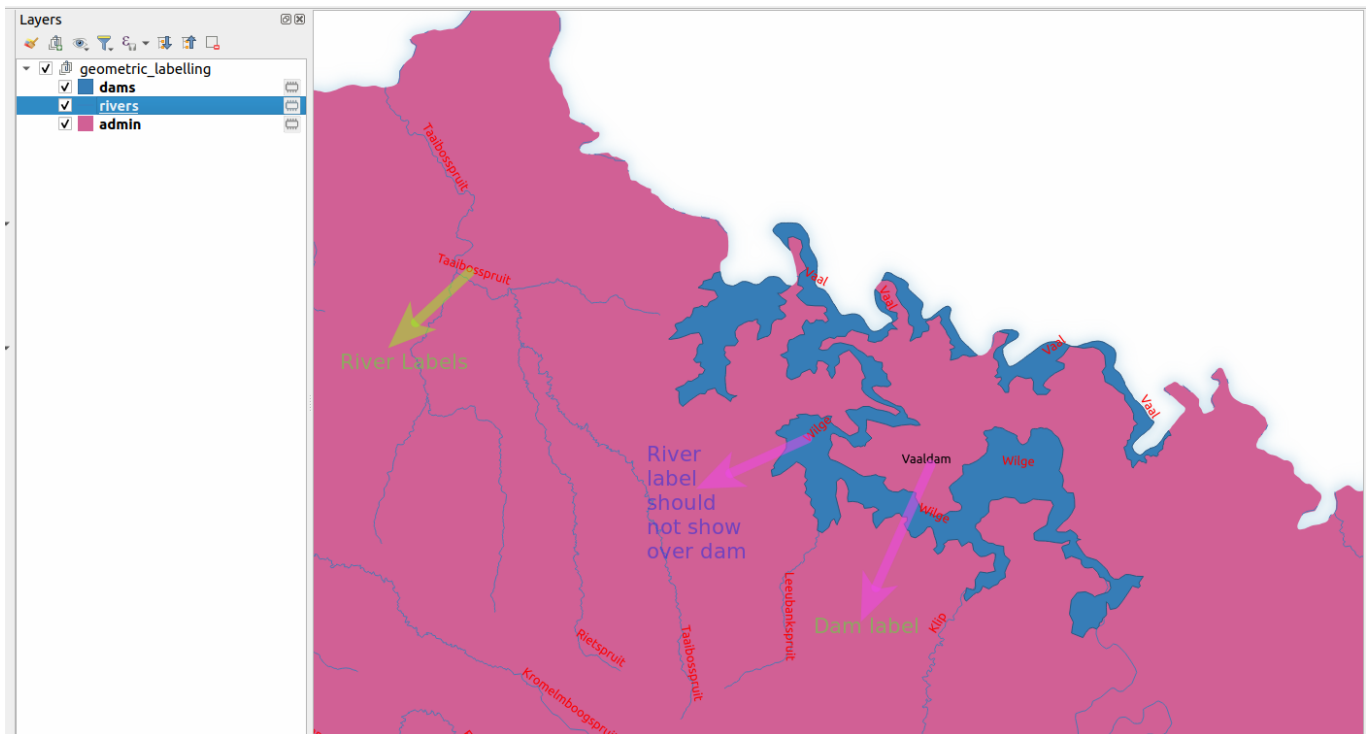 Layers
geometric_labelling
dams
rivers
admin
Taaibosspruit
Taaibosspruit
River Labels
Vaal
Vaal
Vaal
Vaal
Wilge
River
label
should
not show
over dam
Vaaldam
Wilge
Wilge
Dam label
Leeubankspruit
Klip
Rietspruit
Taaibosspruit
Kromelmboogspruit